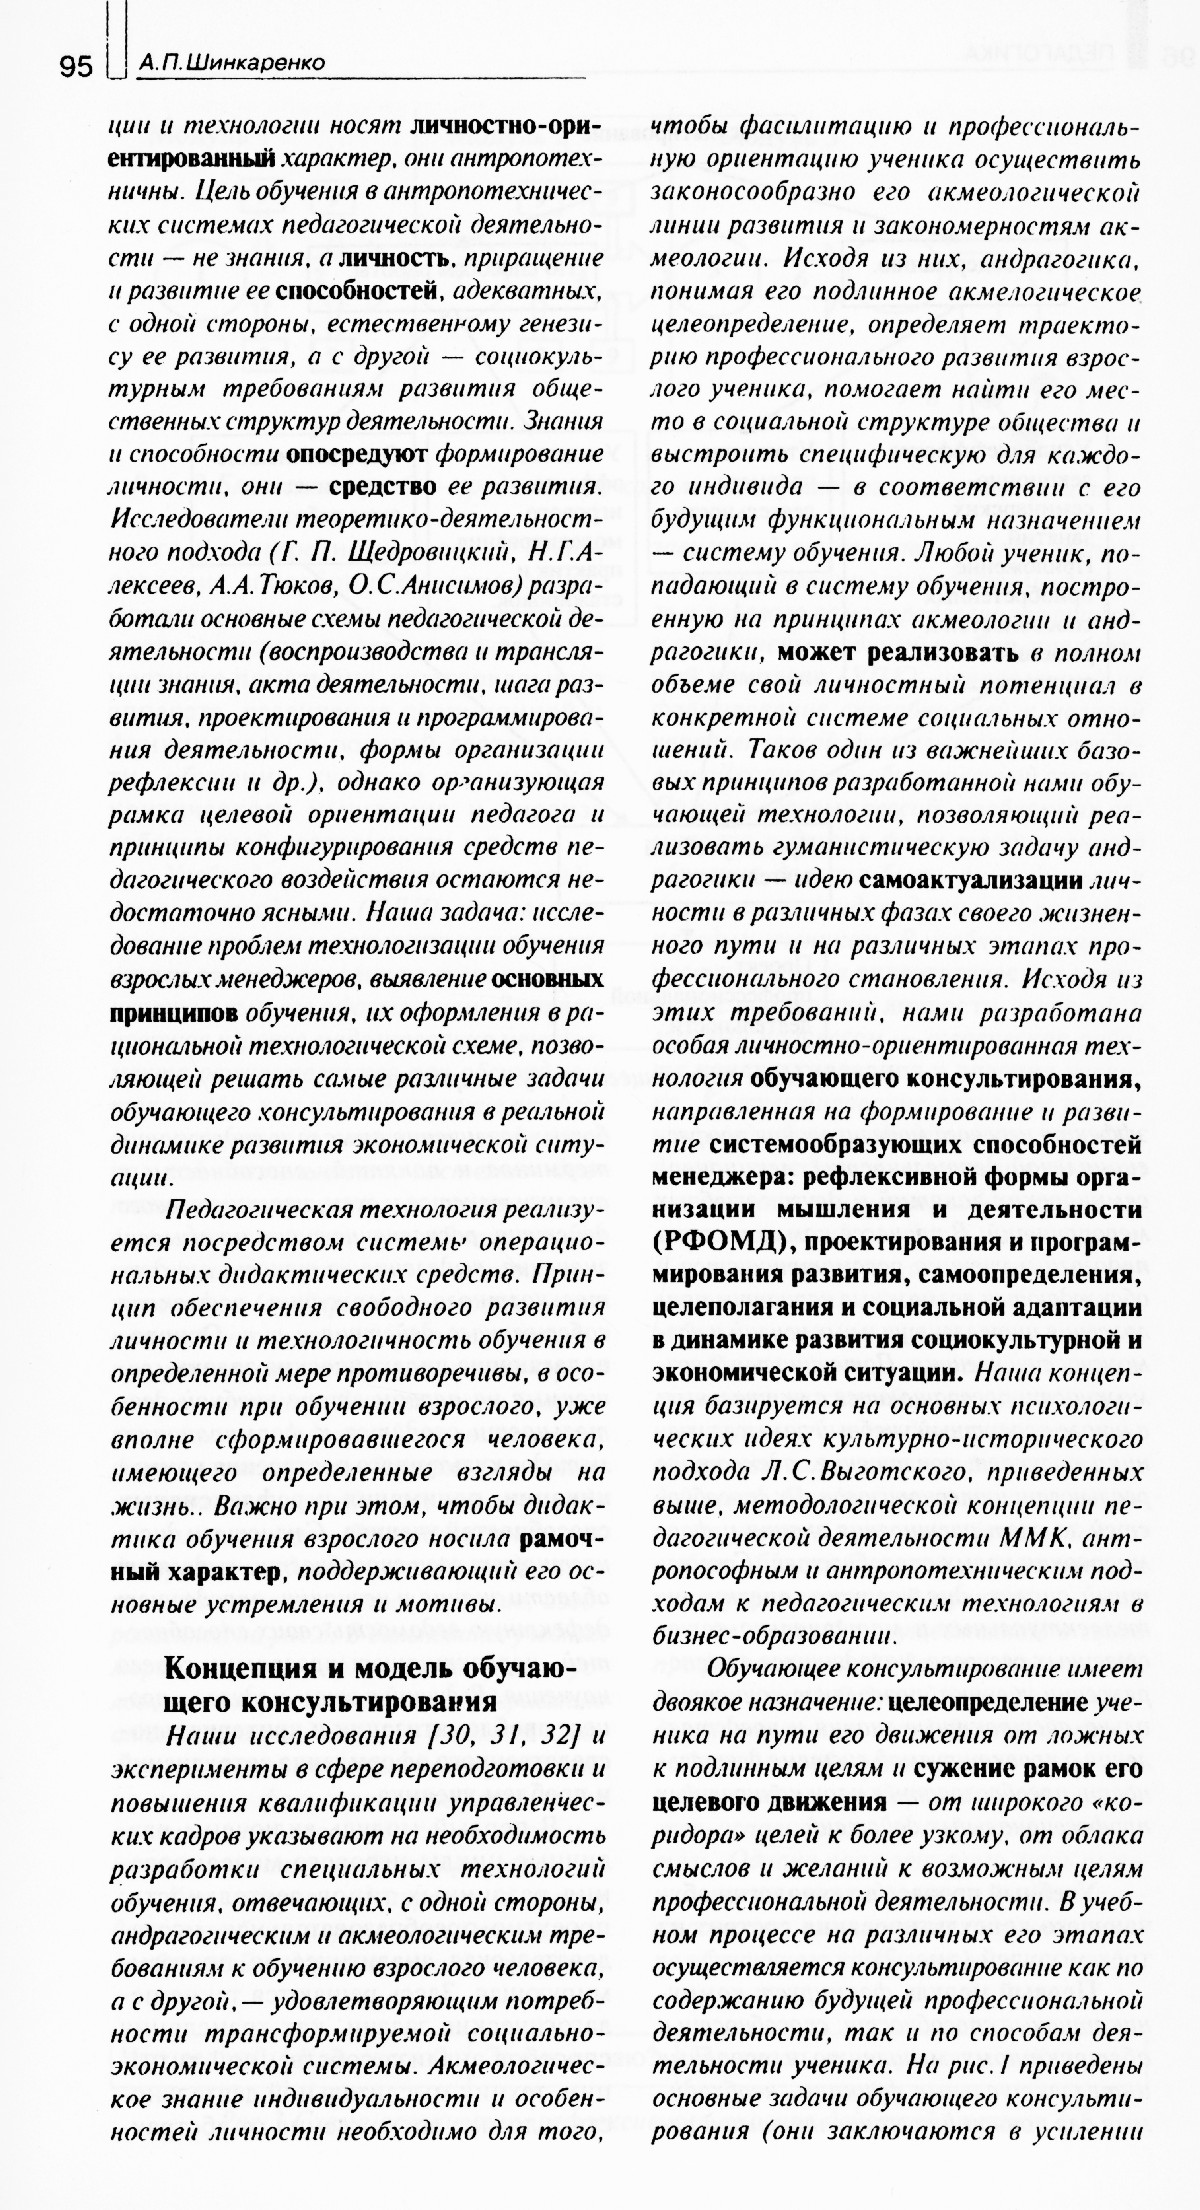 95
А.П.Шинкаренко
ции и технологии носят личностно-ори-
ентированный характер, они антропотех-
ничны. Цель обучения в антропотехничес-
ких системах педагогической деятельно-
сти — не знания, а личность, приращение
и развитие ее способностей, адекватных,
с одной стороны, естественному генези-
су ее развития, а с другой — социокуль-
турным требованиям развития обще-
ственных структур деятельности. Знания
и способности опосредуют формирование
личности, они — средство ее развития.
Исследователи теоретико-деятельност-
ного подхода (Г. П. Щедровицкий, Н.Г.А-
лексеев, А.А.Тюков, О.С.Анисимов) разра-
ботали основные схемы педагогической де-
ятельности (воспроизводства и трансля-
ции знания, акта деятельности, шага раз-
вития, проектирования и программирова-
ния деятельности, формы организации
рефлексии и др.), однако организующая
рамка целевой ориентации педагога и
принципы конфигурирования средств пе-
дагогического воздействия остаются не-
достаточно ясными. Наша задача: иссле-
дование проблем технологизации обучения
взрослых менеджеров, выявление основных
принципов обучения, их оформления в ра-
циональной технологической схеме, позво-
ляющей решать самые различные задачи
обучающего консультирования в реальной
динамике развития экономической ситу-
ации.
Педагогическая технология реализу-
ется посредством системы операцио-
нальных дидактических средств. Прин-
цип обеспечения свободного развития
личности и технологичность обучения в
определенной мере противоречивы, в осо-
бенности при обучении взрослого, уже
вполне сформировавшегося человека,
имеющего определенные взгляды на
жизнь.. Важно при этом, чтобы дидак-
тика обучения взрослого носила рамоч-
ный характер, поддерживающий его ос-
новные устремления и мотивы.
Концепция и модель обучаю-
щего консультирования
Наши исследования [30, 31, 32] и
эксперименты в сфере переподготовки и
повышения квалификации управленчес-
ких кадров указывают на необходимость
разработки специальных технологий
обучения, отвечающих, с одной стороны,
андрагогическим и акмеологическим тре-
бованиям к обучению взрослого человека,
а с другой, — удовлетворяющим потреб-
ности трансформируемой социально-
экономической системы. Акмеологичес-
кое знание индивидуальности и особен-
ностей личности необходимо для того,
чтобы фасилитацию и профессиональ-
ную ориентацию ученика осуществить
законосообразно его акмеологической
линии развития и закономерностям ак-
меологии. Исходя из них, андрагогика,
понимая его подлинное акмелогическое
целеопределение, определяет траекто-
рию профессионального развития взрос-
лого ученика, помогает найти его мес-
то в социальной структуре общества и
выстроить специфическую для каждо-
го индивида — в соответствии с его
будущим функциональным назначением
— систему обучения. Любой ученик, по-
падающий в систему обучения, постро-
енную на принципах акмеологии и анд-
рагогики, может реализовать в полном
объеме свой личностный потенциал в
конкретной системе социальных отно-
шений. Таков один из важнейших базо-
вых принципов разработанной нами обу-
чающей технологии, позволяющий реа-
лизовать гуманистическую задачу анд-
рагогики — идею самоактуализации лич-
ности в различных фазах своего жизнен-
ного пути и на различных этапах про-
фессионального становления. Исходя из
этих требований, нами разработана
особая личностно-ориентированная тех-
нология обучающего консультирования,
направленная на формирование и разви-
тие системообразующих способностей
менеджера: рефлексивной формы орга-
низации мышления и деятельности
(РФОМД), проектирования и програм-
мирования развития, самоопределения,
целеполагания и социальной адаптации
в динамике развития социокультурной и
экономической ситуации. Наша концеп-
ция базируется на основных психологи-
ческих идеях культурно-исторического
подхода Л.С.Выготского, приведенных
выше, методологической концепции пе-
дагогической деятельности ММК, ант-
ропософным и антропотехническим под-
ходам к педагогическим технологиям в
бизнес-образовании.
Обучающее консультирование имеет
двоякое назначение: целеопределение уче-
ника на пути его движения от ложных
к подлинным целям и сужение рамок его
целевого движения — от широкого «ко-
ридора» целей к более узкому, от облака
смыслов и желаний к возможным целям
профессиональной деятельности. В учеб-
ном процессе на различных его этапах
осуществляется консультирование как по
содержанию будущей профессиональной
деятельности, так и по способам дея-
тельности ученика. На рис.1 приведены
основные задачи обучающего консульти-
рования (они заключаются в усилении